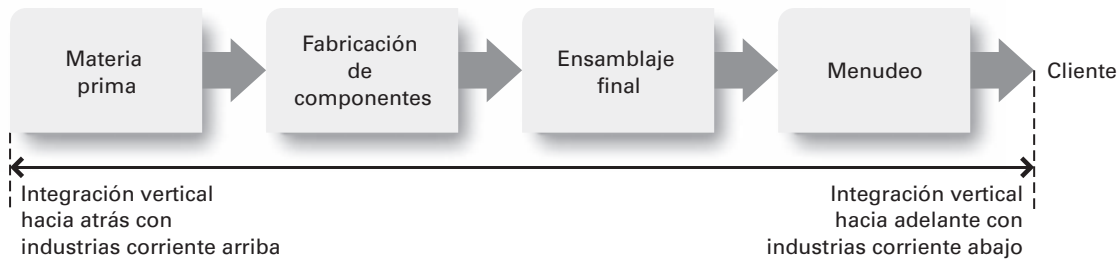 Materia
prima
Fabricación
de
componentes
Ensamblaje
final
Menudeo
Cliente
Integración vertical
hacia atrás con
industrias corriente arriba
Integración vertical
hacia adelante con
industrias corriente abajo